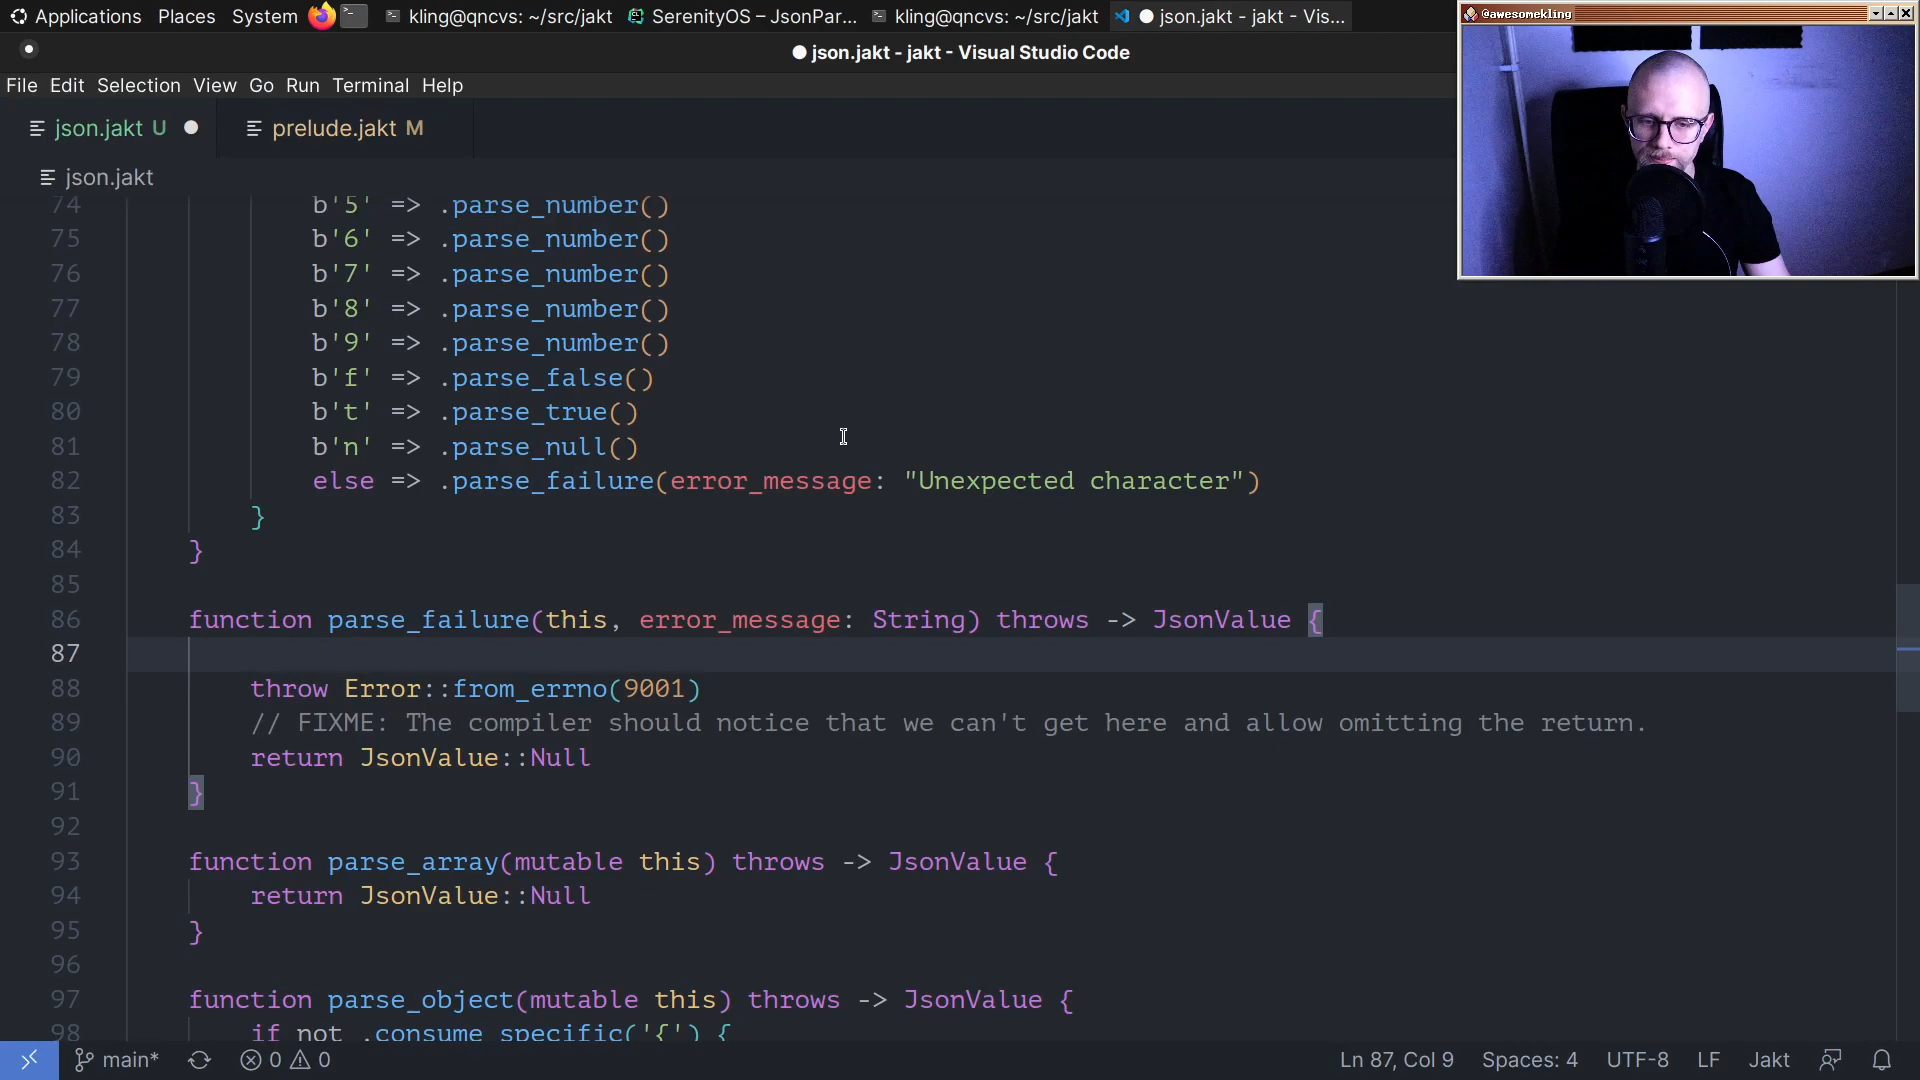 Applications Places System kling@qncvs: ~/src/jakt SerenityOS – JsonPar... kling@qncvs: ~/src/jakt ● json.jakt - jakt - Vis...
@awesomekling
● json.jakt - jakt - Visual Studio Code
File Edit Selection View Go Run Terminal Help
json.jakt U ● prelude.jakt M
json.jakt
74 b'5' => .parse_number()
75 b'6' => .parse_number()
76 b'7' => .parse_number()
77 b'8' => .parse_number()
78 b'9' => .parse_number()
79 b'f' => .parse_false()
80 b't' => .parse_true()
81 b'n' => .parse_null()
82 else => .parse_failure(error_message: "Unexpected character")
83 }
84 }
85
86 function parse_failure(this, error_message: String) throws -> JsonValue {
87
88 throw Error::from_errno(9001)
89 // FIXME: The compiler should notice that we can't get here and allow omitting the return.
90 return JsonValue::Null
91 }
92
93 function parse_array(mutable this) throws -> JsonValue {
94 return JsonValue::Null
95 }
96
97 function parse_object(mutable this) throws -> JsonValue {
98 if not .consume_specific('{') {
main* 0 0 Ln 87, Col 9 Spaces: 4 UTF-8 LF Jakt